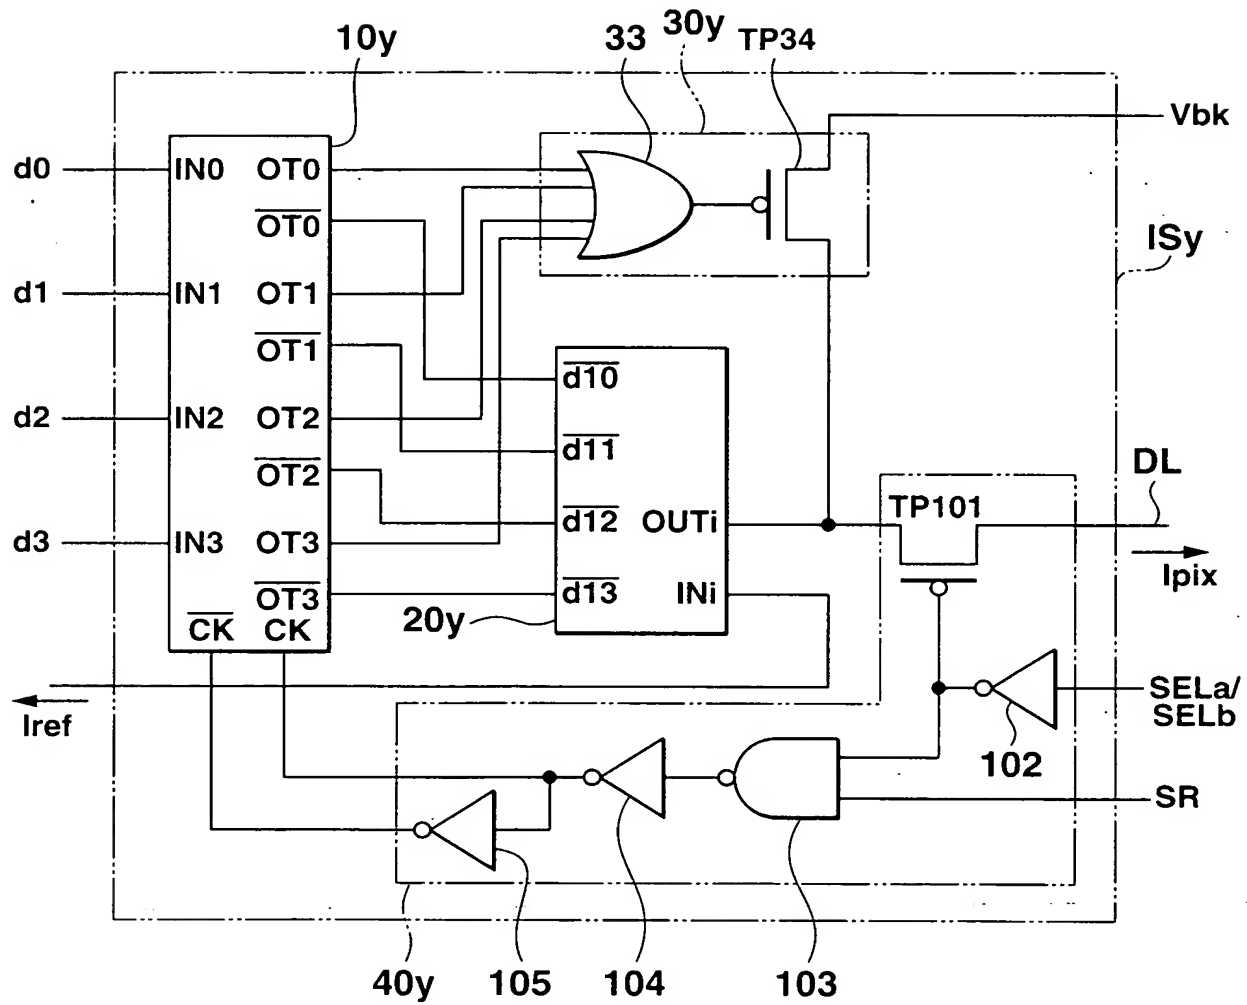 30y
10y
33
TP34
Vbk
d0
IN0
OT0
OT0
ISy
d1
IN1
OT1
OT1
d10
d2
IN2
OT2
d11
OT2
DL
TP101
d12
OUTi
d3
IN3
OT3
Ipix
OT3
d13
INi
20y
CK
CK
SELa/
SELb
Iref
102
SR
40y
105
104
103